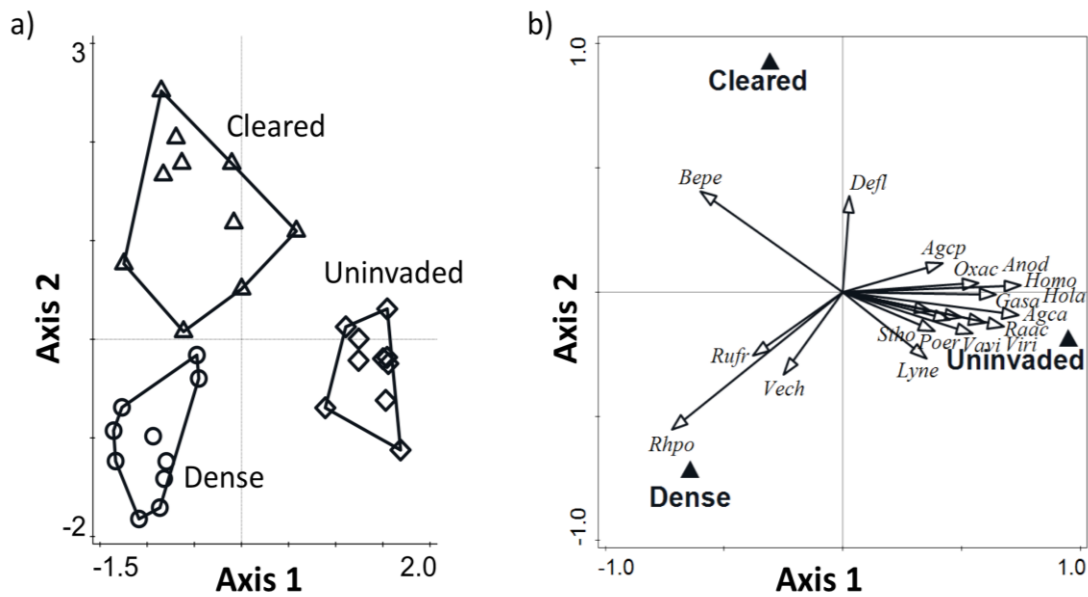 a)
3
Axis 2
-2
-1.5
Axis 1
2.0
Cleared
Uninvaded
Dense
b)
1.0
Axis 2
-1.0
-1.0
Axis 1
1.0
Cleared
Bepe
Defl
Agcp
Oxac
Anod
Homo
Gasa
Hola
Agca
Stho
Poer
Vavi
Viri
Raac
Lyne
Uninvaded
Rufr
Vech
Rhpo
Dense